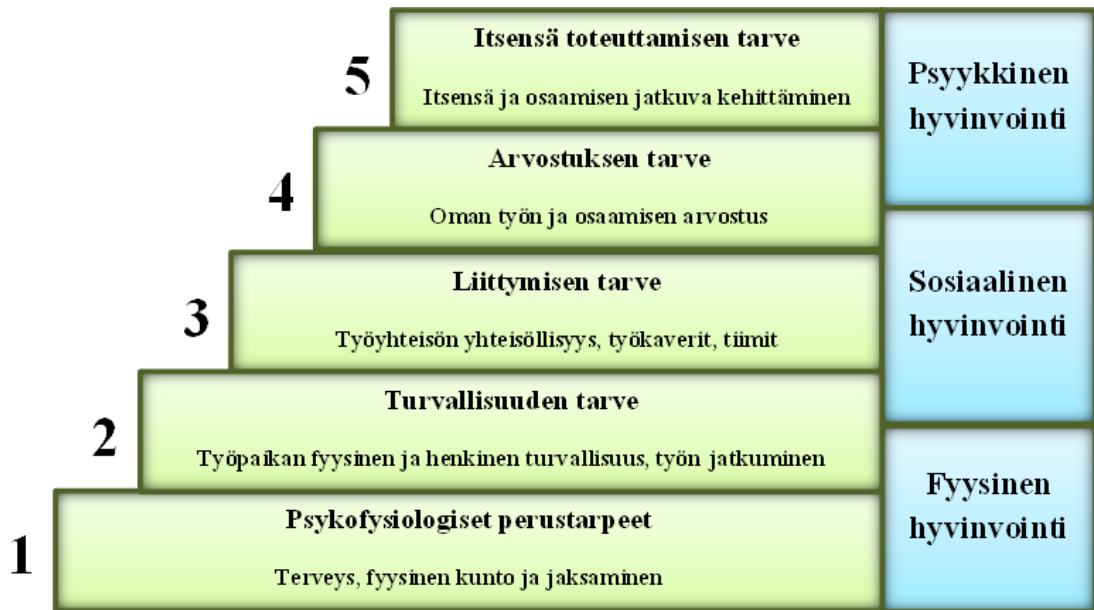 5
Itsensä toteuttamisen tarve
Itsensä ja osaamisen jatkuva kehittäminen
Psyykkinen
hyvinvointi
4
Arvostuksen tarve
Oman työn ja osaamisen arvostus
3
Liittymisen tarve
Työyhteisön yhteisöllisyys, työkaverit, tiimit
Sosiaalinen
hyvinvointi
2
Turvallisuuden tarve
Työpaikan fyysinen ja henkinen turvallisuus, työn jatkuminen
1
Psykofysiologiset perustarpeet
Terveys, fyysinen kunto ja jaksaminen
Fyysinen
hyvinvointi